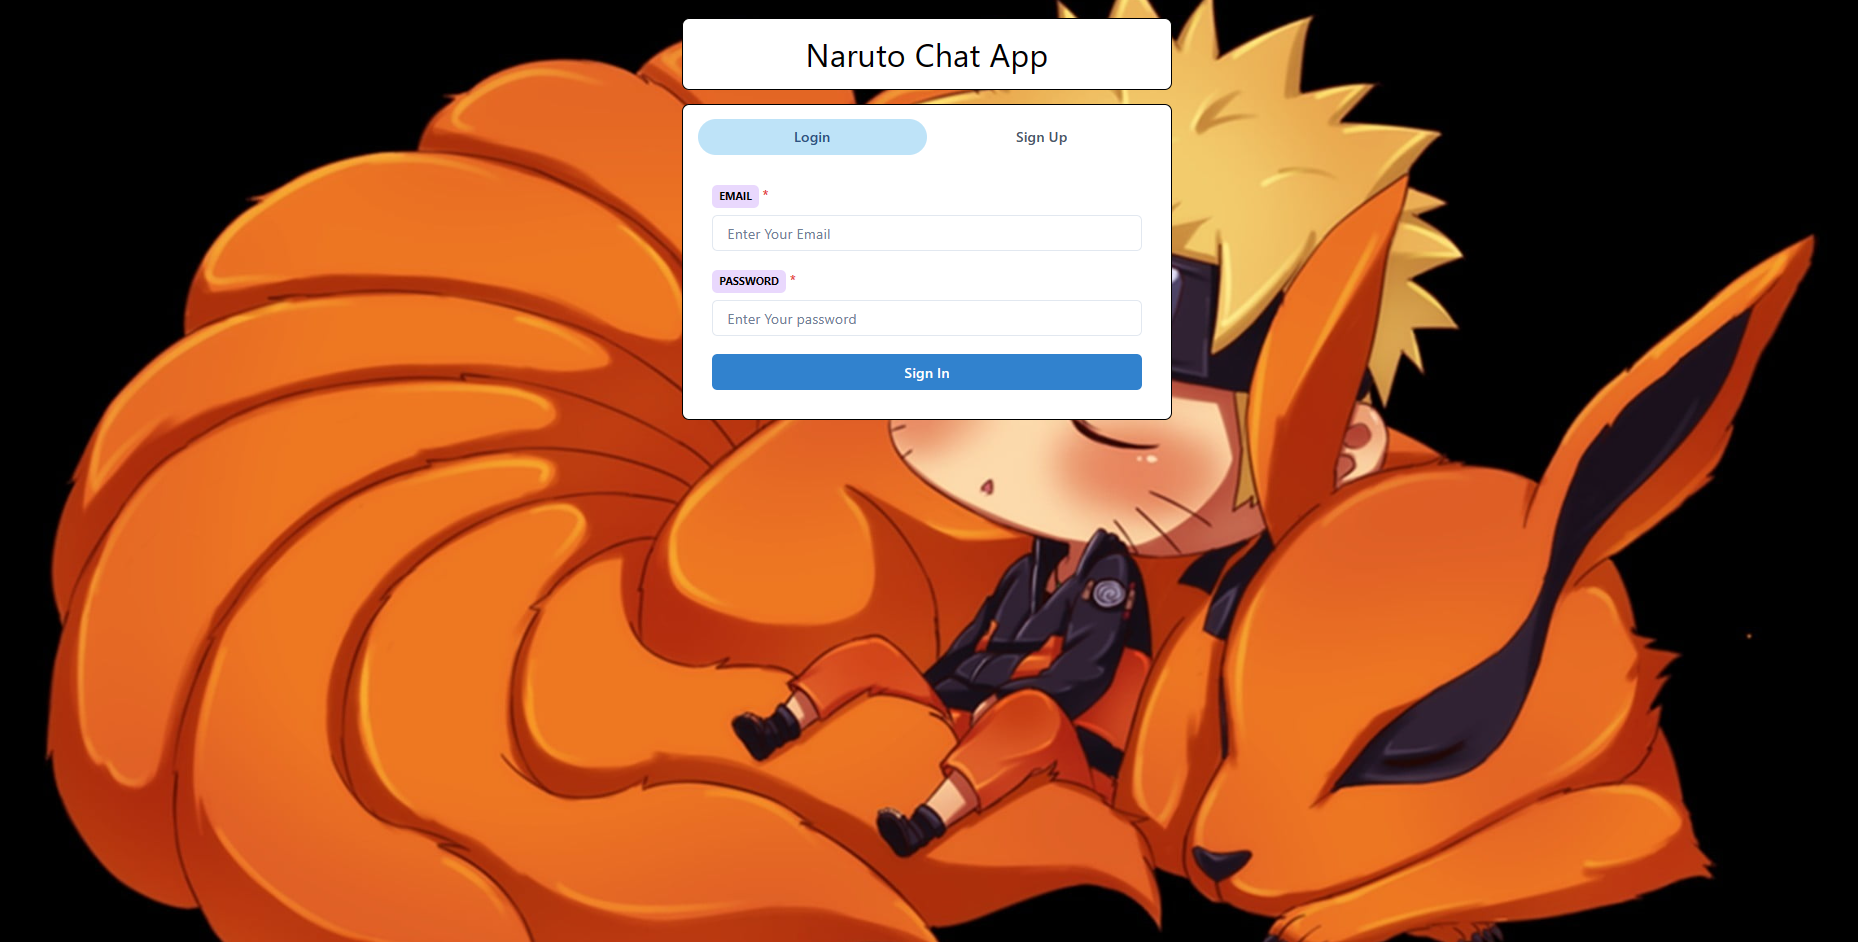 Naruto Chat App
Login
Sign Up
EMAIL *
Enter Your Email
PASSWORD *
Enter Your password
Sign In